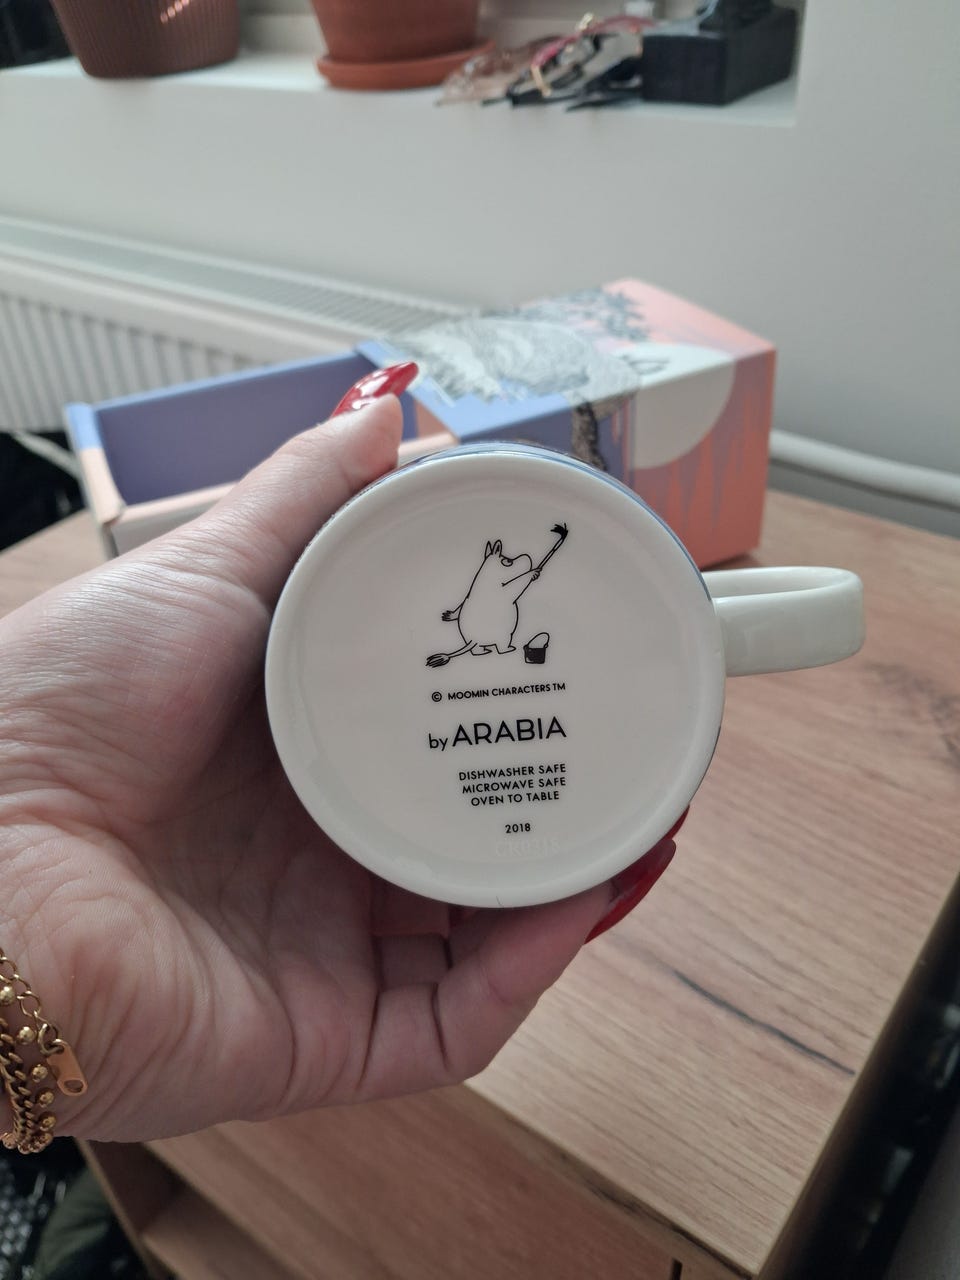 © MOOMIN CHARACTERS TM
by ARABIA
DISHWASHER SAFE
MICROWAVE SAFE
OVEN TO TABLE
2018